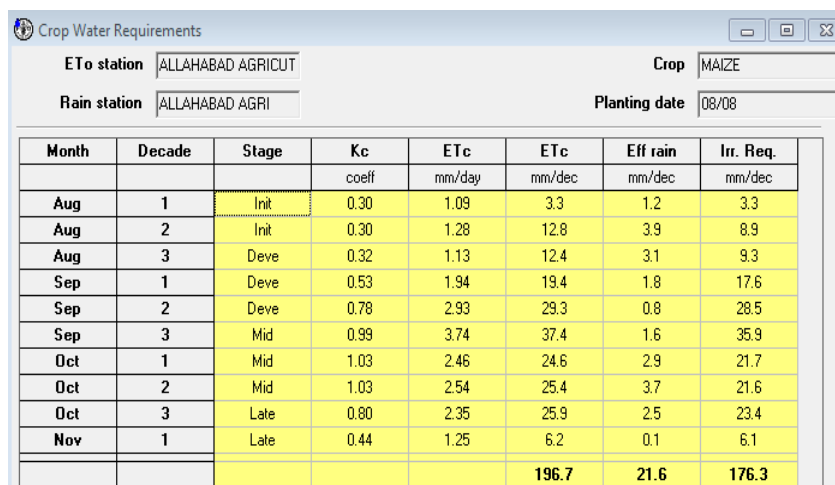 Crop Water Requirements
ETo station ALLAHABAD AGRICUT Crop MAIZE
Rain station ALLAHABAD AGRI Planting date 08/08
Month Decade Stage Kc ETc ETc Eff rain Irr. Req.
coeff mm/day mm/dec mm/dec mm/dec
Aug 1 Init 0.30 1.09 3.3 1.2 3.3
Aug 2 Init 0.30 1.28 12.8 3.9 8.9
Aug 3 Deve 0.32 1.13 12.4 3.1 9.3
Sep 1 Deve 0.53 1.94 19.4 1.8 17.6
Sep 2 Deve 0.78 2.93 29.3 0.8 28.5
Sep 3 Mid 0.99 3.74 37.4 1.6 35.9
Oct 1 Mid 1.03 2.46 24.6 2.9 21.7
Oct 2 Mid 1.03 2.54 25.4 3.7 21.6
Oct 3 Late 0.80 2.35 25.9 2.5 23.4
Nov 1 Late 0.44 1.25 6.2 0.1 6.1
196.7 21.6 176.3